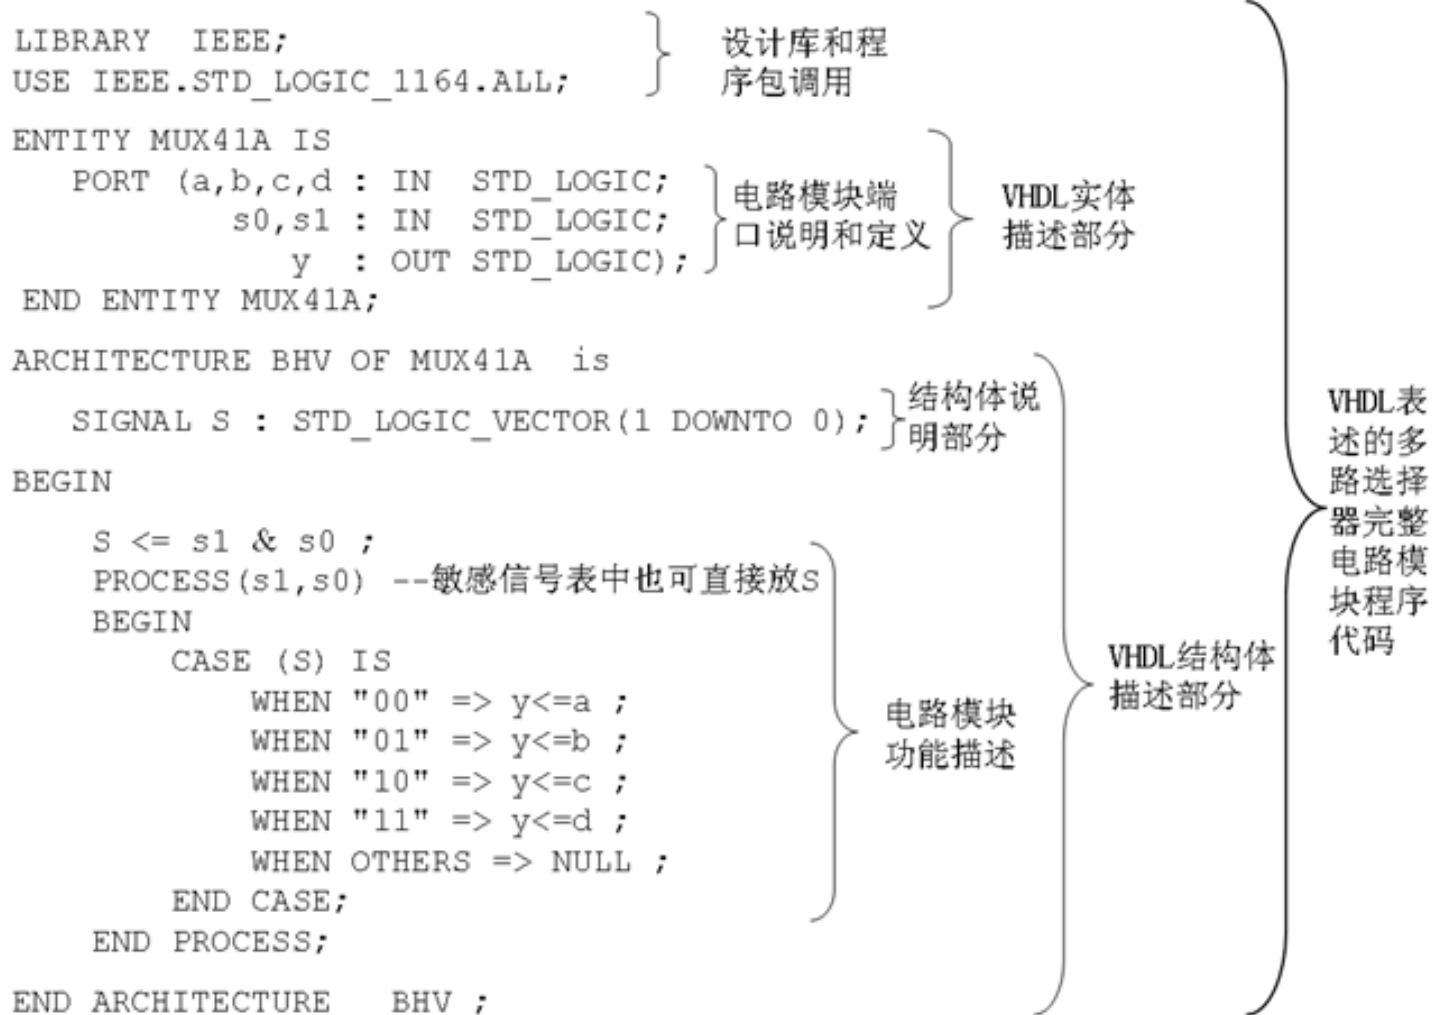 LIBRARY IEEE;
USE IEEE.STD_LOGIC_1164.ALL;
设计库和程
序包调用
ENTITY MUX41A IS
PORT (a,b,c,d : IN STD_LOGIC;
s0,s1 : IN STD_LOGIC;
y : OUT STD_LOGIC);
END ENTITY MUX41A;
电路模块端
口说明和定义
VHDL实体
描述部分
ARCHITECTURE BHV OF MUX41A is
SIGNAL S : STD_LOGIC_VECTOR(1 DOWNTO 0);
结构体说
明部分
BEGIN
S <= s1 & s0 ;
PROCESS(s1,s0) --敏感信号表中也可直接放S
BEGIN
CASE (S) IS
WHEN "00" => y<=a ;
WHEN "01" => y<=b ;
WHEN "10" => y<=c ;
WHEN "11" => y<=d ;
WHEN OTHERS => NULL ;
END CASE;
END PROCESS;
END ARCHITECTURE BHV ;
电路模块
功能描述
VHDL结构体
描述部分
VHDL表
述的多
路选择
器完整
电路模
块程序
代码